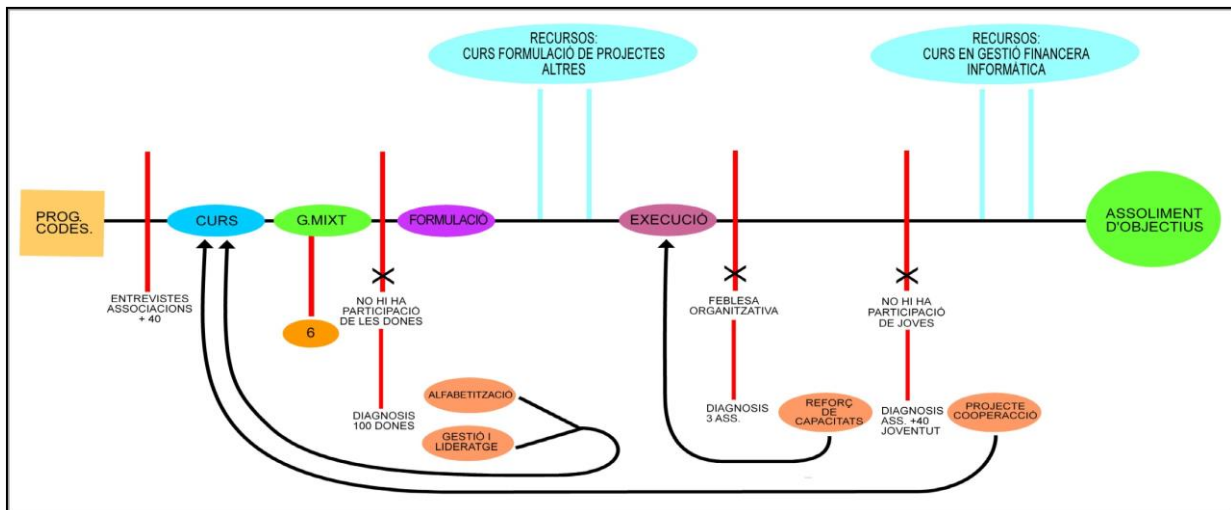 RECURSOS:
CURS FORMULACIÓ DE PROJECTES
ALTRES
RECURSOS:
CURS EN GESTIÓ FINANCERA
INFORMÁTICA
PROG.
CODES.
CURS
G.MIXT
FORMULACIÓ
EXECUCIÓ
ASSOLIMENT
D'OBJECTIUS
ENTREVISTES
ASSOCIACIONS
+ 40
6
NO HI HA
PARTICIPACIÓ
DE LES DONES
FEBLESA
ORGANITZATIVA
NO HI HA
PARTICIPACIÓ
DE JOVES
DIAGNOSIS
100 DONES
ALFABETITZACIÓ
GESTIÓ I
LIDERATGE
DIAGNOSIS
3 ASS.
REFORÇ
DE
CAPACITATS
DIAGNOSIS
ASS. +40
JOVENTUT
PROJECTE
COOPERACCIÓ